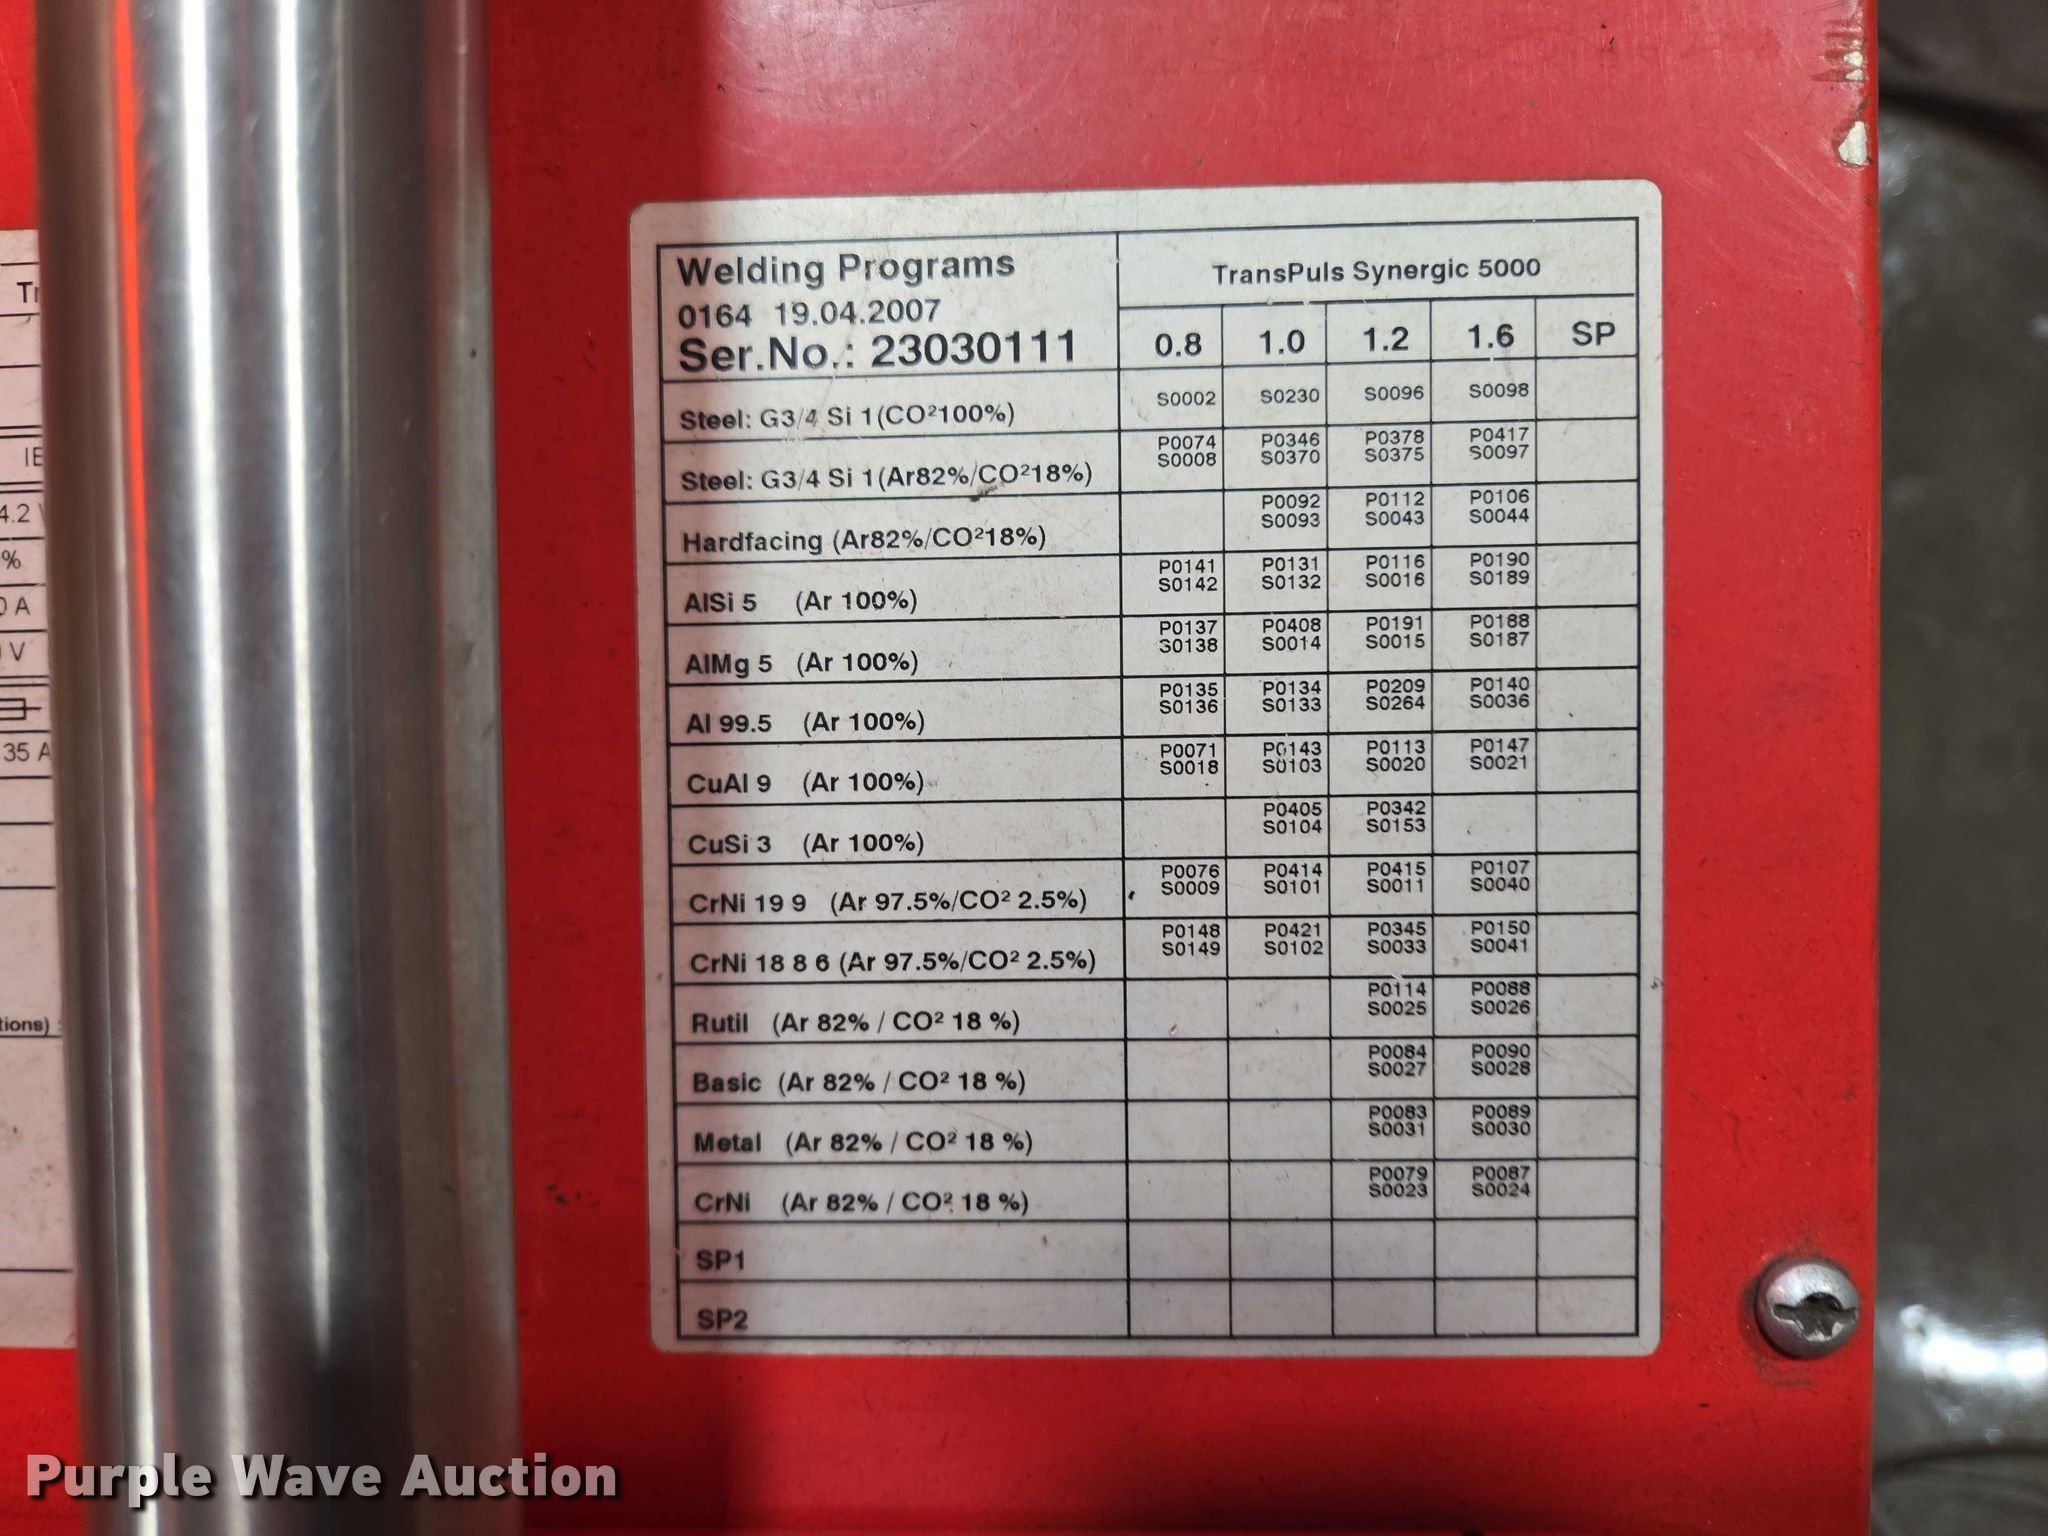 Welding Programs
0164 19.04.2007
Ser.No.: 23030111
TransPuls Synergic 5000
0.8 1.0 1.2 1.6 SP
Steel: G3/4 Si 1(CO²100%) S0002 S0230 S0096 S0098
P0074 P0346 P0378 P0417
Steel: G3/4 Si 1(Ar82%/CO²18%) S0008 S0370 S0375 S0097
P0092 P0112 P0106
Hardfacing (Ar82%/CO²18%) S0093 S0043 S0044
P0141 P0131 P0116 P0190
AlSi 5 (Ar 100%) S0142 S0132 S0016 S0189
P0137 P0408 P0191 P0188
AlMg 5 (Ar 100%) S0138 S0014 S0015 S0187
P0135 P0134 P0209 P0140
Al 99.5 (Ar 100%) S0136 S0133 S0264 S0036
P0071 P0143 P0113 P0147
CuAl 9 (Ar 100%) S0018 S0103 S0020 S0021
P0405 P0342
CuSi 3 (Ar 100%) S0104 S0153
P0076 P0414 P0415 P0107
CrNi 19 9 (Ar 97.5%/CO² 2.5%) S0009 S0101 S0011 S0040
P0148 P0421 P0345 P0150
CrNi 18 8 6 (Ar 97.5%/CO² 2.5%) S0149 S0102 S0033 S0041
P0114 P0088
Rutil (Ar 82% / CO² 18 %) S0025 S0026
P0084 P0090
Basic (Ar 82% / CO² 18 %) S0027 S0028
P0083 P0089
Metal (Ar 82% / CO² 18 %) S0031 S0030
P0079 P0087
CrNi (Ar 82% / CO² 18 %) S0023 S0024
SP1
SP2
Tr
IE
4.2 V
%
0 A
V
35 A
tions)
Purple Wave Auction